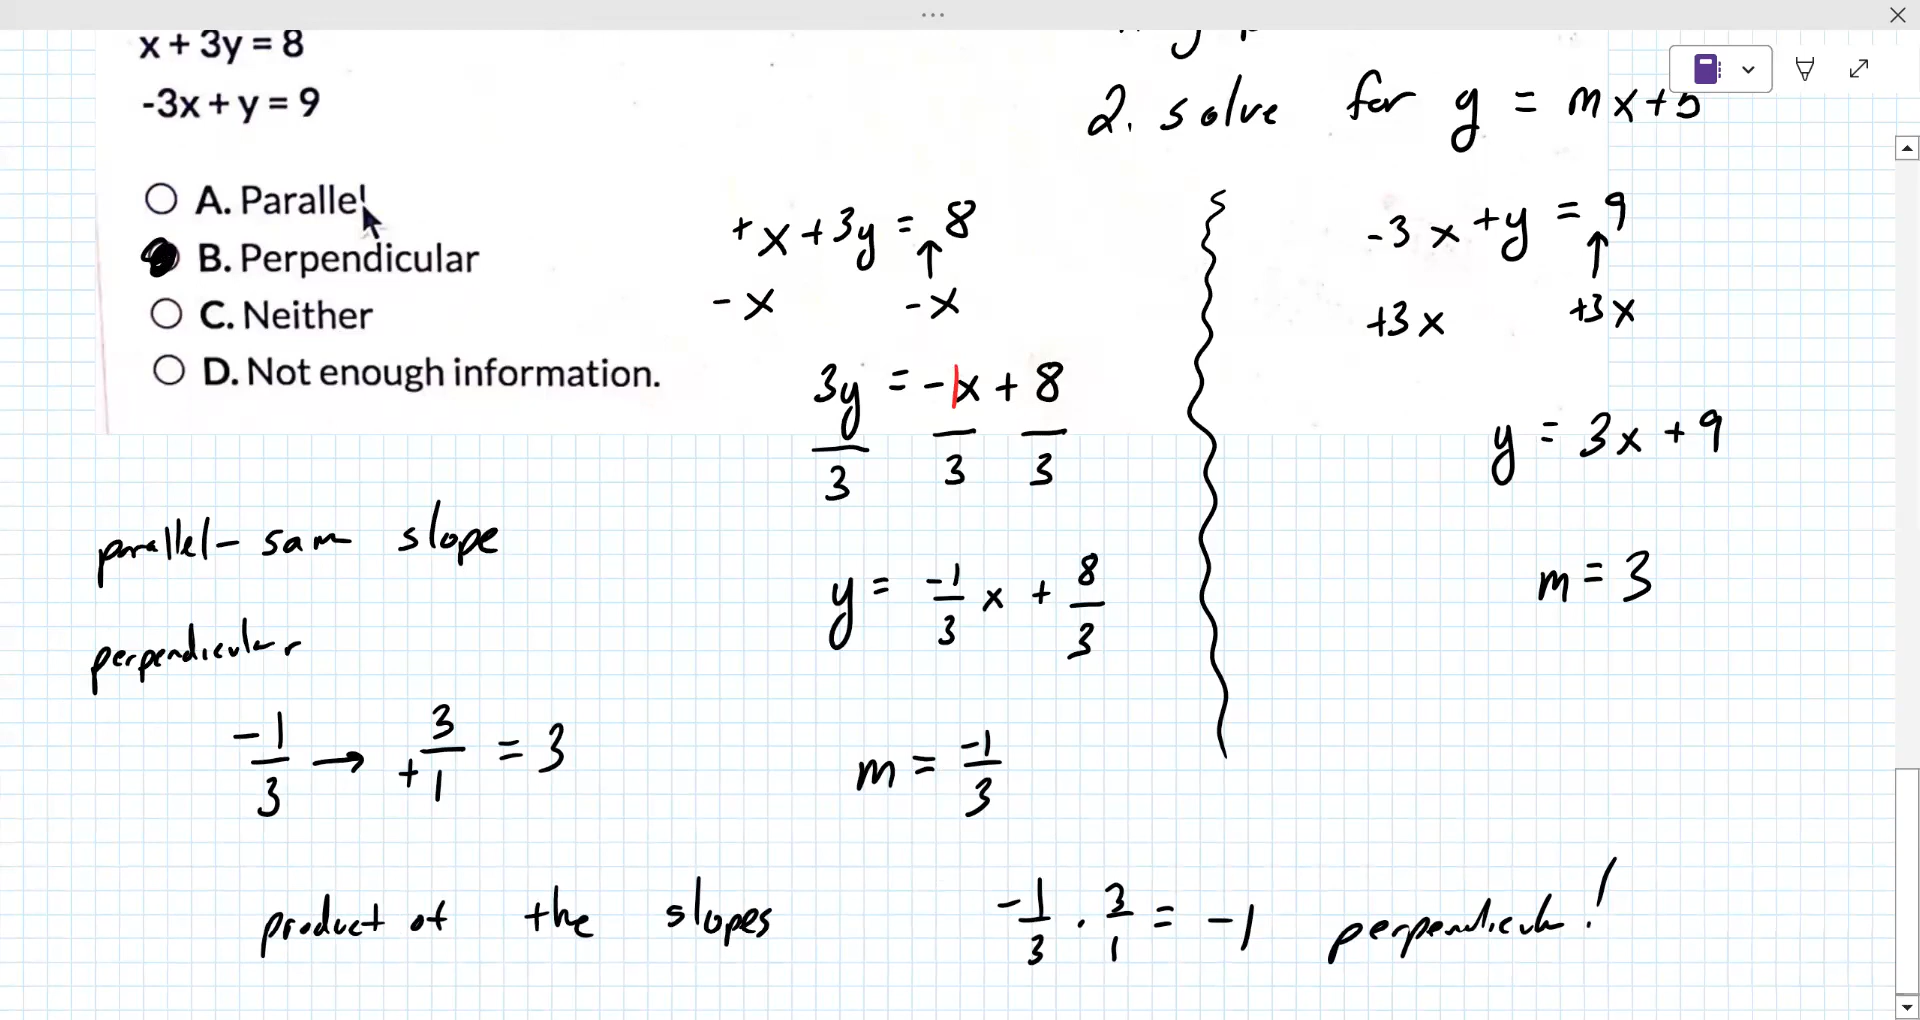 x + 3y = 8
-3x + y = 9
2. solve for y = mx+b
A. Parallel
B. Perpendicular
C. Neither
D. Not enough information.
+x+3y = 8
-x -x
3y = -1x + 8
3 3 3
y = -1/3 x + 8/3
m = -1/3
-3x +y = 9
+3x +3x
y = 3x + 9
m = 3
parallel - sam slope
perpendicular
-1/3 → +3/1 = 3
product of the slopes -1/3 · 3/1 = -1 perpendicular!